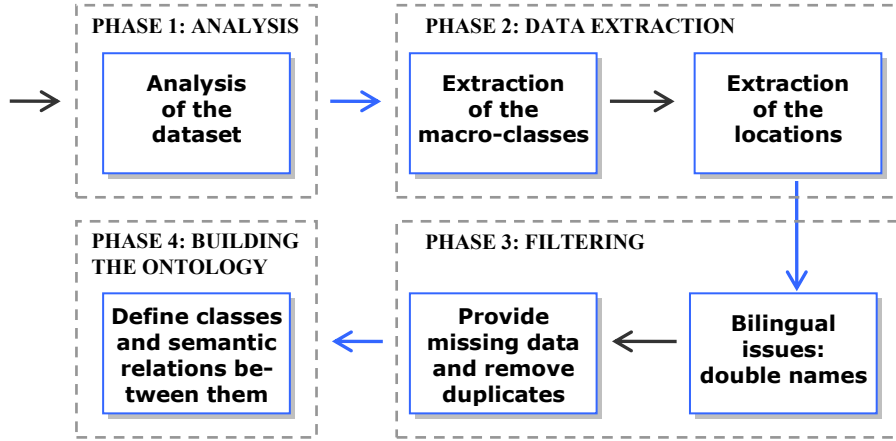 PHASE 1: ANALYSIS
Analysis
of the
dataset
PHASE 2: DATA EXTRACTION
Extraction
of the
macro-classes
Extraction
of the
locations
PHASE 3: FILTERING
Bilingual
issues:
double names
Provide
missing data
and remove
duplicates
PHASE 4: BUILDING
THE ONTOLOGY
Define classes
and semantic
relations be-
tween them